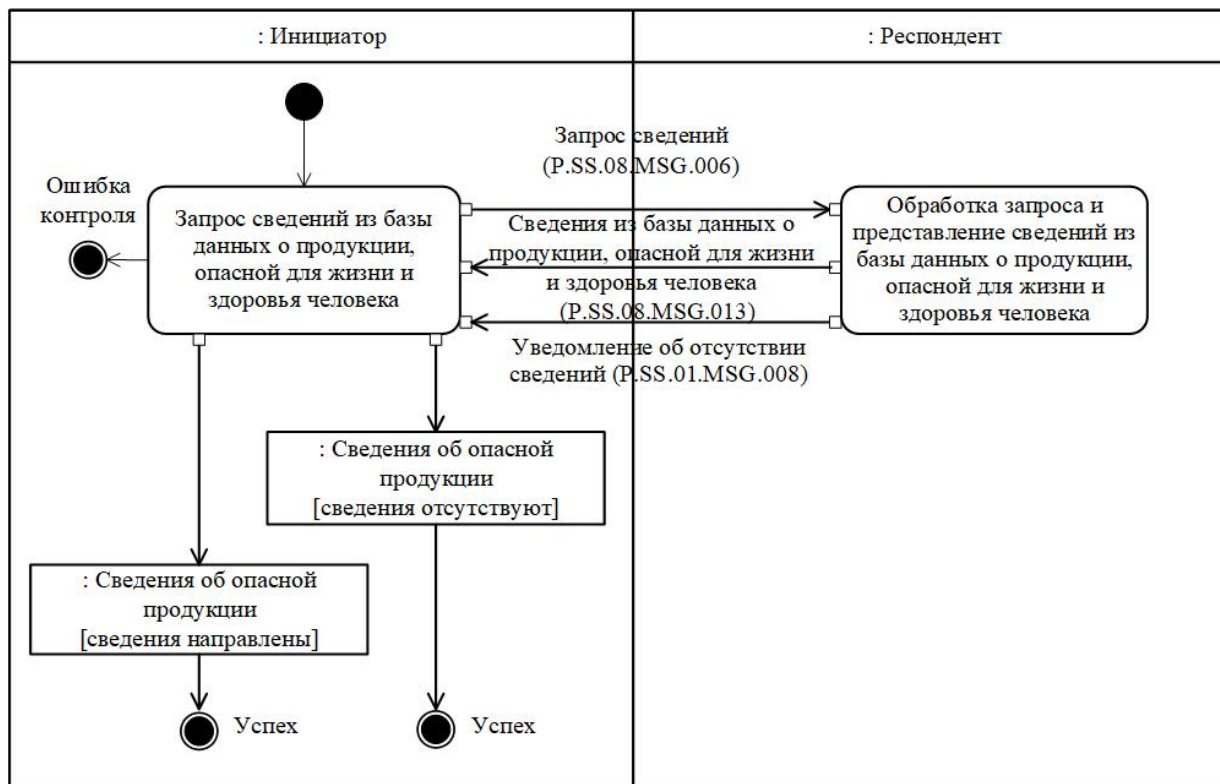 : Инициатор
: Респондент
Запрос сведений
(P.SS.08.MSG.006)
Ошибка
контроля
Запрос сведений из базы
данных о продукции,
опасной для жизни и
здоровья человека
Сведения из базы данных о
продукции, опасной для жизни
и здоровья человека
(P.SS.08.MSG.013)
Обработка запроса и
представление сведений из
базы данных о продукции,
опасной для жизни и
здоровья человека
Уведомление об отсутствии
сведений (P.SS.01.MSG.008)
: Сведения об опасной
продукции
[сведения отсутствуют]
: Сведения об опасной
продукции
[сведения направлены]
Успех
Успех